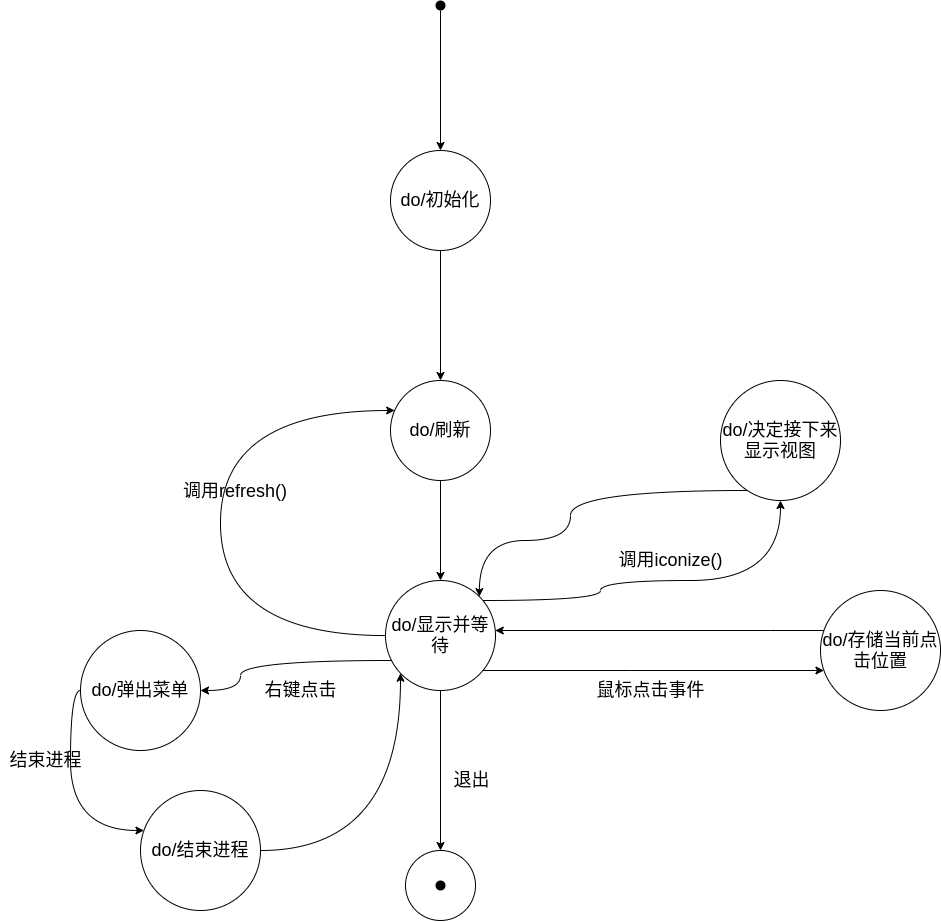 do/初始化
do/刷新
do/决定接下来
显示视图
调用refresh()
调用iconize()
do/显示并等
待
do/存储当前点
击位置
do/弹出菜单
右键点击
鼠标点击事件
结束进程
退出
do/结束进程